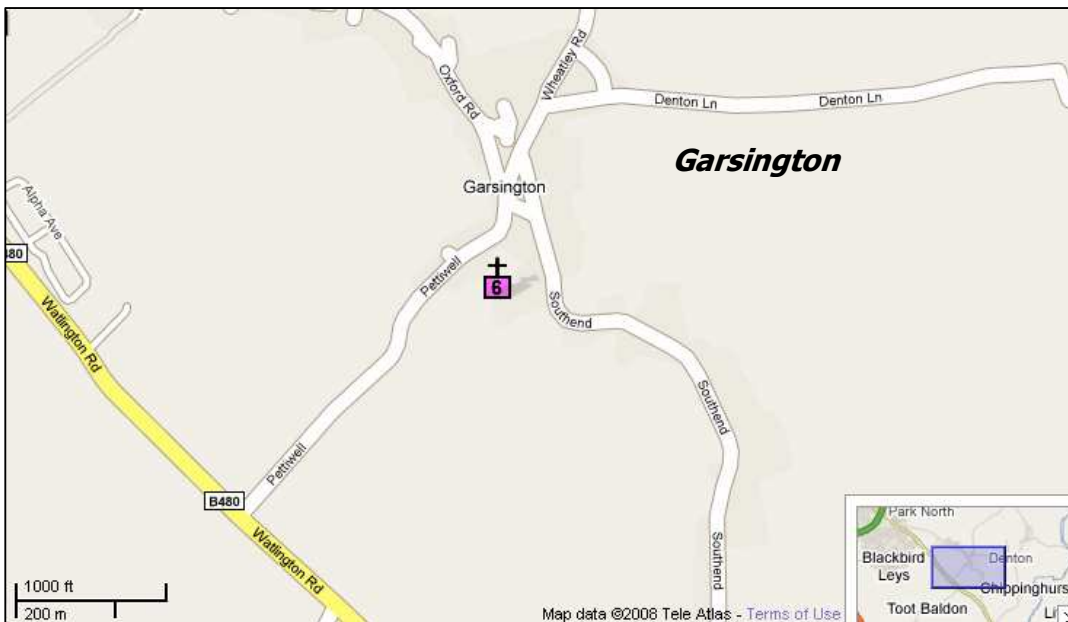 Oxford Rd
Wheatley Rd
Denton Ln
Denton Ln
Garsington
Garsington
Alpha Ave
Pettiwell
6
Southend
Watlington Rd
Southend
Pettiwell
B480
Watlington Rd
Southend
1000 ft
200 m
Map data ©2008 Tele Atlas - Terms of Use
Park North
Blackbird
Leys
Denton
Toot Baldon